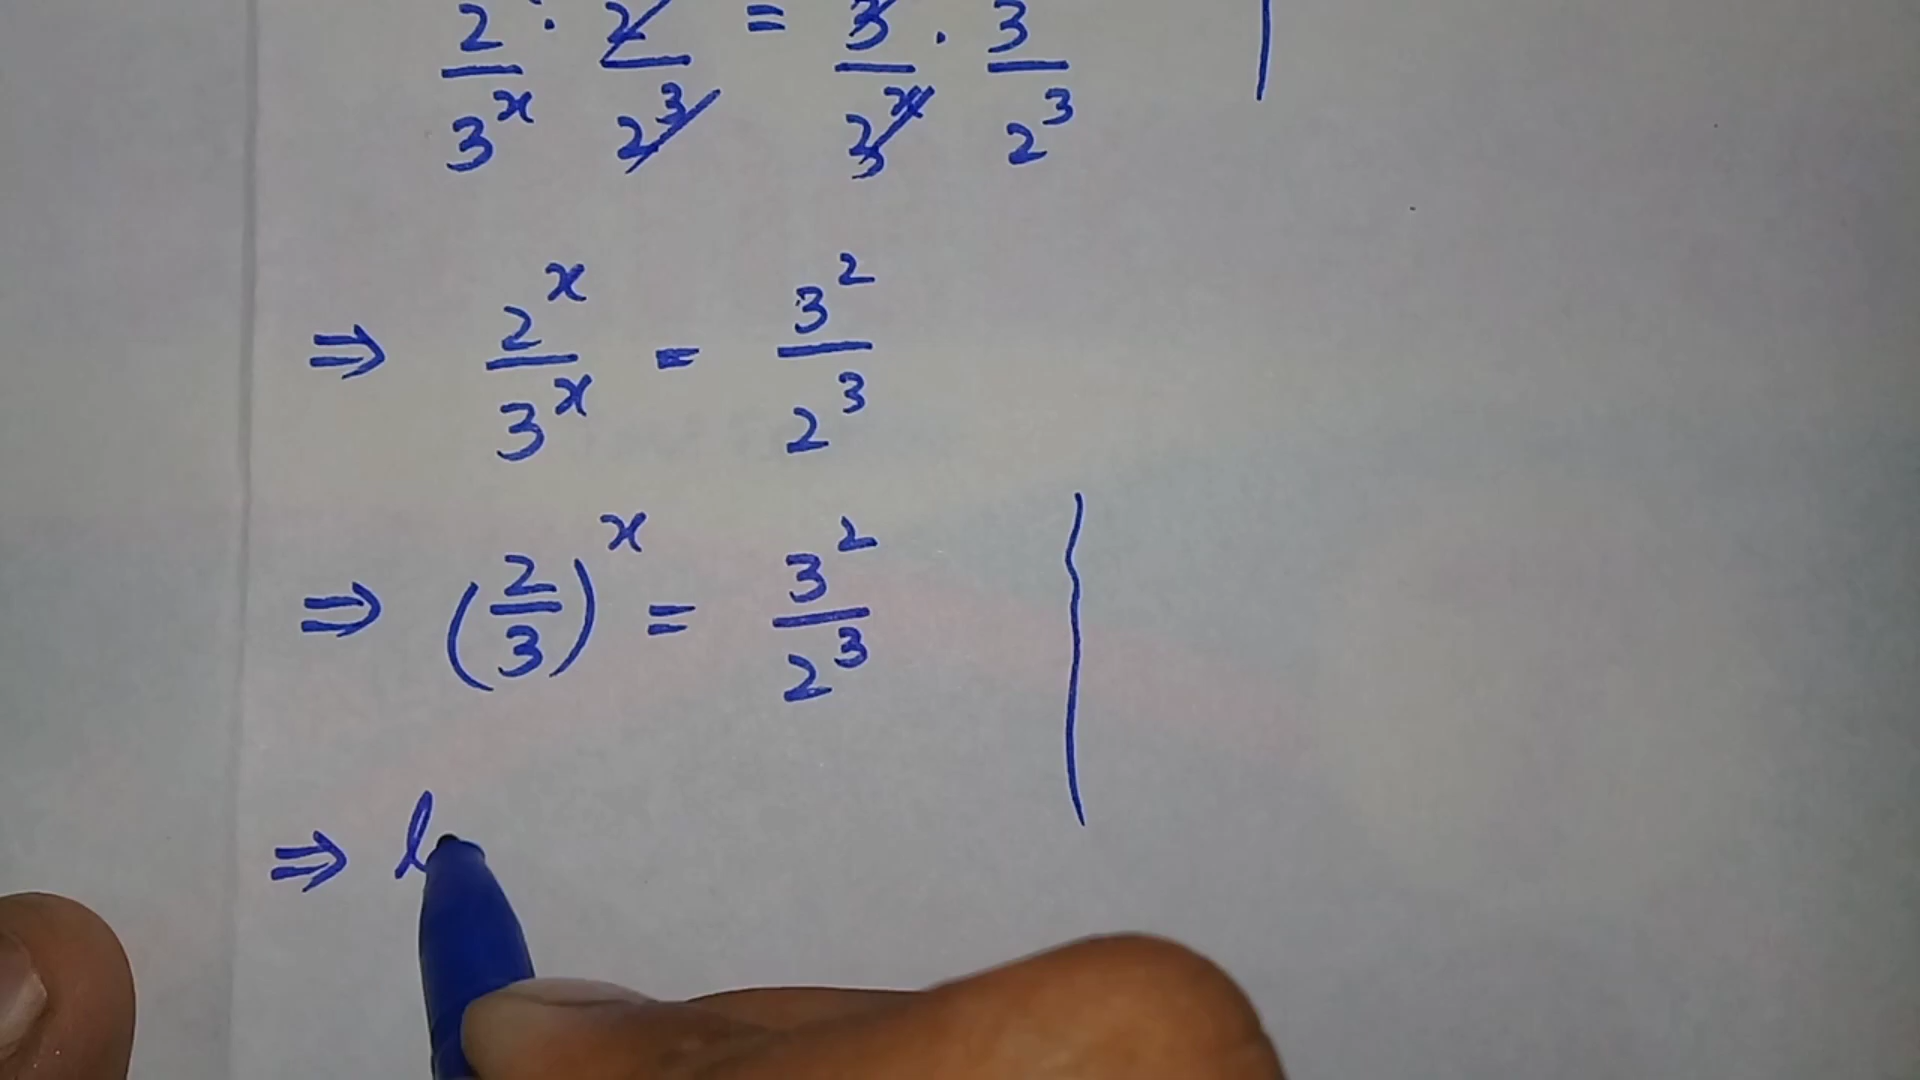 2/3^x · 2/2^3 = 3/3^x · 3/2^3
⇒ 2^x/3^x = 3^2/2^3
⇒ (2/3)^x = 3^2/2^3
⇒ l